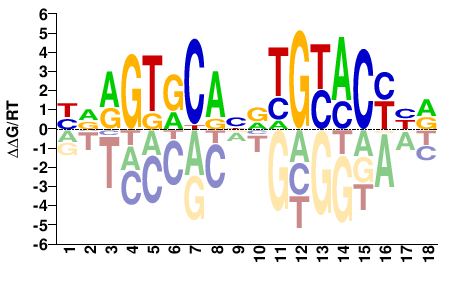 ΔΔG/RT
6
5
4
3
2
1
0
-1
-2
-3
-4
-5
-6
T C A G
A G T
A G C T
G T A C
T G A C
G A C
C T A G
A G T C
C T A
G C A T
T C A G
G A C T
T C G
A C T G
C A G T
C T A
C T A
A G T C
1 2 3 4 5 6 7 8 9 10 11 12 13 14 15 16 17 18